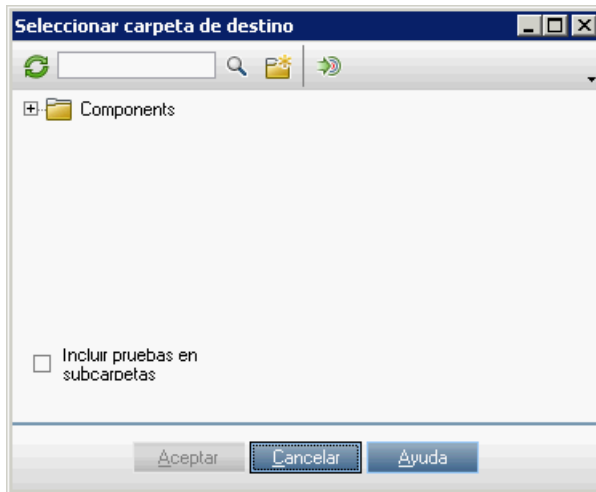 Seleccionar carpeta de destino
Components
Incluir pruebas en
subcarpetas
Aceptar Cancelar Ayuda